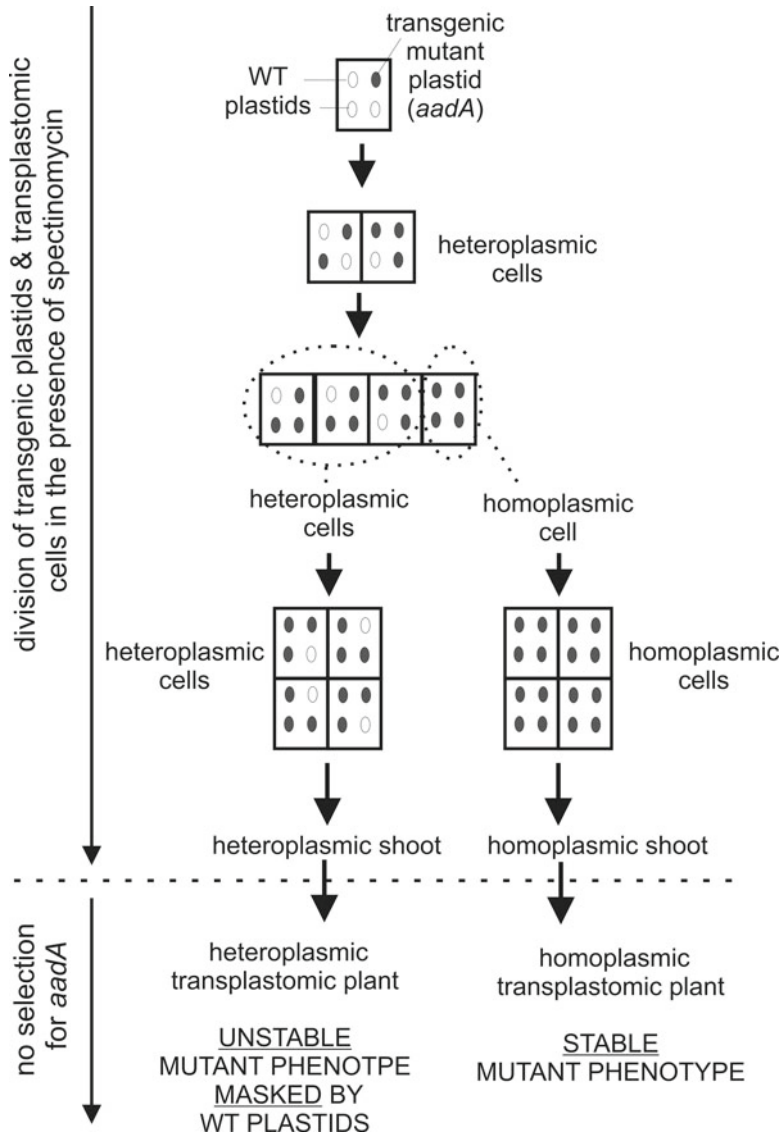 transgenic
mutant
plastid
(aadA)
WT
plastids
heteroplasmic
cells
heteroplasmic
cells
homoplasmic
cell
heteroplasmic
cells
homoplasmic
cells
heteroplasmic shoot
homoplasmic shoot
heteroplasmic
transplastomic plant
homoplasmic
transplastomic plant
UNSTABLE
MUTANT PHENOTPE
MASKED BY
WT PLASTIDS
STABLE
MUTANT PHENOTYPE
division of transgenic plastids & transplastomic
cells in the presence of spectinomycin
no selection
for aadA